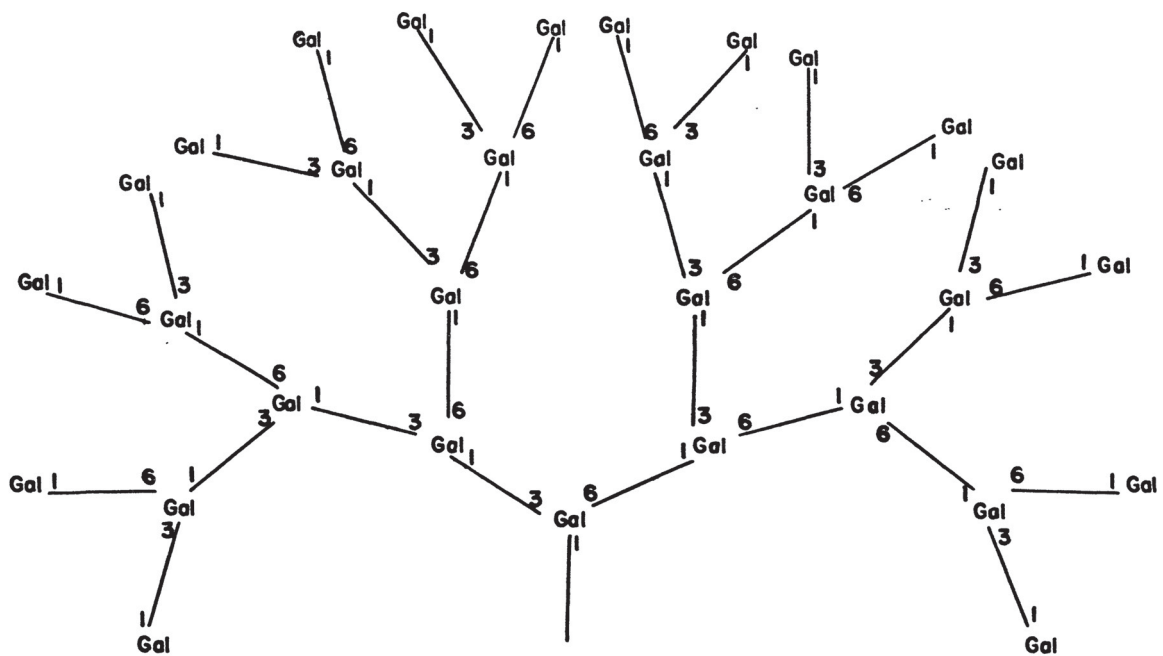 Gal 1 Gal 1 Gal 1 Gal 1
Gal 1 Gal 1 Gal 1
Gal 1 3 6 6 3 Gal 1
Gal 1 3 6 Gal 1 Gal 1 3 Gal 1
Gal 1 Gal 1 Gal 6 1
3 6 3 6
Gal 1 3 Gal 1 Gal 1 3 1 Gal
6 Gal 1 Gal 6 1
6 3
Gal 1 3 6 3 6 1 Gal
3 Gal 1 1 Gal 6
Gal 1 6 1 3 6 6 1 Gal
Gal 3 Gal 1 1 Gal 3
1 1
Gal Gal